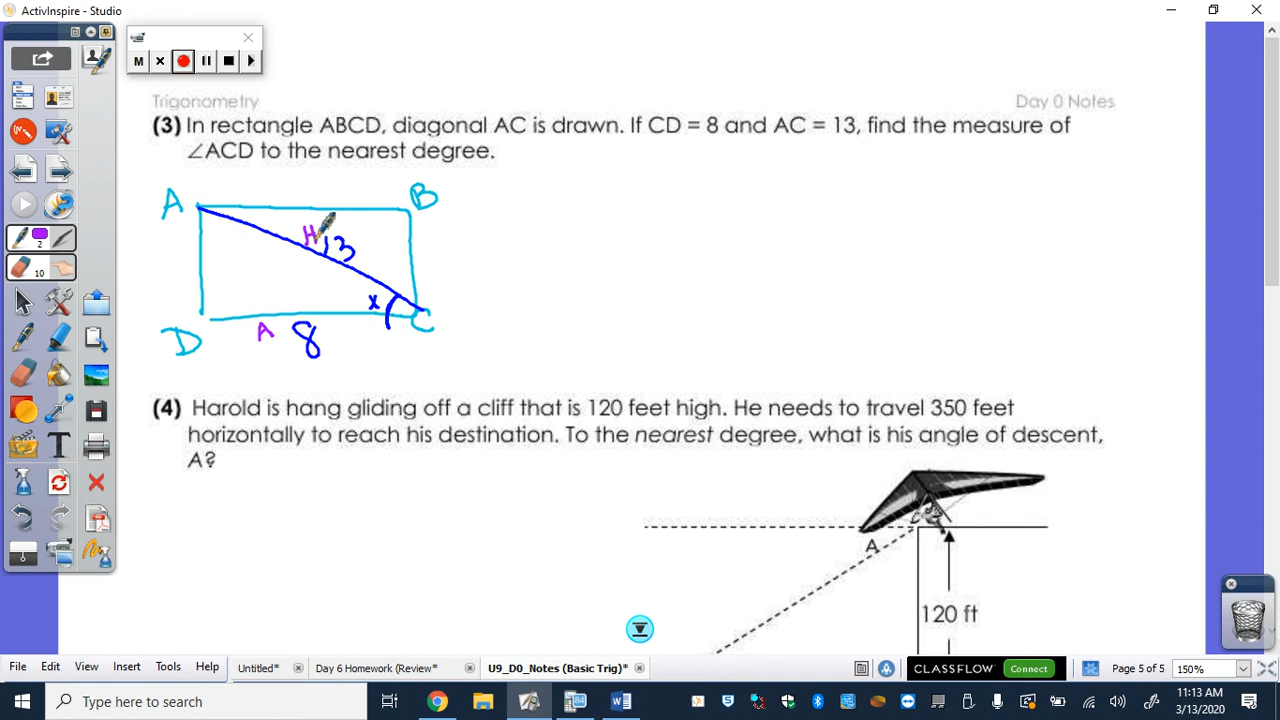 ActivInspire - Studio
M
Trigonometry
Day 0 Notes
(3) In rectangle ABCD, diagonal AC is drawn. If CD = 8 and AC = 13, find the measure of
∠ACD to the nearest degree.
A
B
H
13
x
D
A
8
C
(4) Harold is hang gliding off a cliff that is 120 feet high. He needs to travel 350 feet
horizontally to reach his destination. To the nearest degree, what is his angle of descent,
A?
A
120 ft
2
10
T
File Edit View Insert Tools Help
Untitled*
Day 6 Homework (Review*
U9_D0_Notes (Basic Trig)*
CLASSFLOW Connect
Page 5 of 5
150%
Type here to search
84
W
S
11:13 AM
3/13/2020